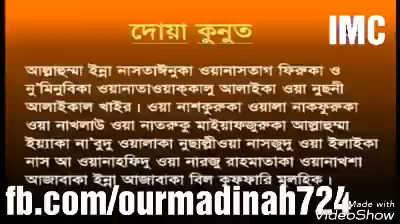 দোয়া কুনুত
IMC
আল্লাহুম্মা ইন্না নাসতাঈনুকা ওয়ানাসতাগ ফিরুকা ও
নু'মিনুবিকা ওয়ানাতাওয়াক্কালু আলাইকা ওয়া নুছনী
আলাইকাল খাইর। ওয়া নাশকুরুকা ওয়ালা নাকফুরুকা
ওয়া নাখলাউ ওয়া নাতরুকু মাইয়াফজুরুকা আল্লাহুম্মা
ইয়্যাকা না'বুদু ওয়ালাকা নুছাল্লীওয়া নাসজুদু ওয়া ইলাইকা
নাস আ ওয়ানাহফিদু ওয়া নারজু রাহমাতাকা ওয়ানাখশা
আজাবাকা ইন্না আজাবাকা বিল কুফফারি মুলহিক।
fb.com/ourmadinah724
Made with
VideoShow